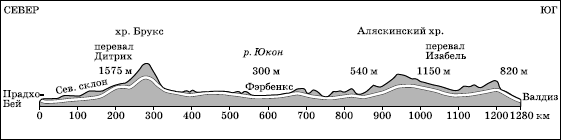 СЕВЕР ЮГ
хр. Брукс Аляскинский хр.
перевал Дитрих р. Юкон перевал Изабель
1575 м 300 м 540 м 1150 м 820 м
Сев. склон Фэрбенкс
Прадхо-
Бей Валдиз
0 100 200 300 400 500 600 700 800 900 1000 1100 1200 1280 км